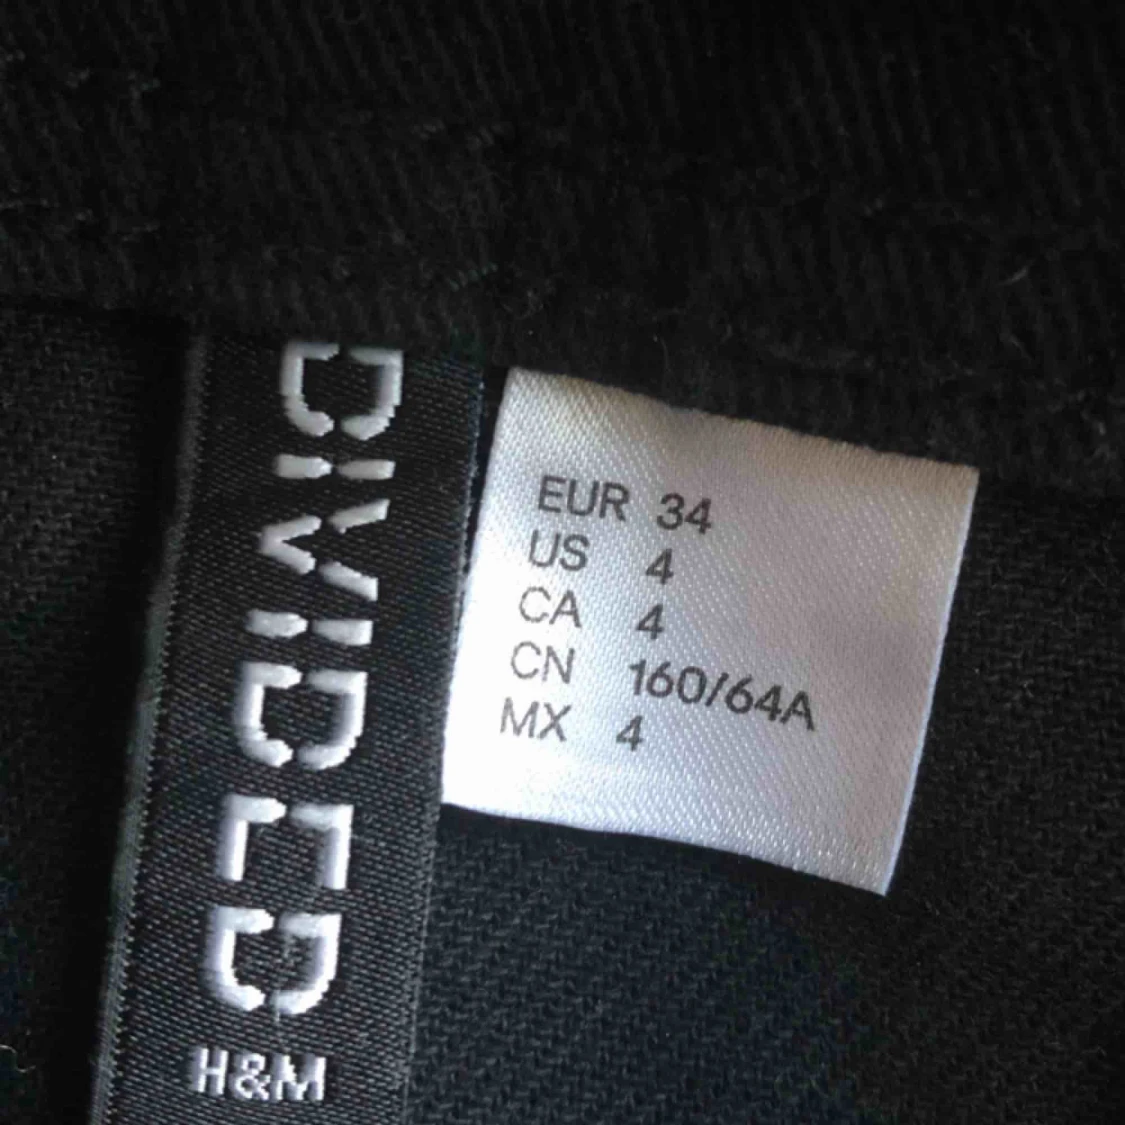 DIVIDED
H&M
EUR 34
US 4
CA 4
CN 160/64A
MX 4